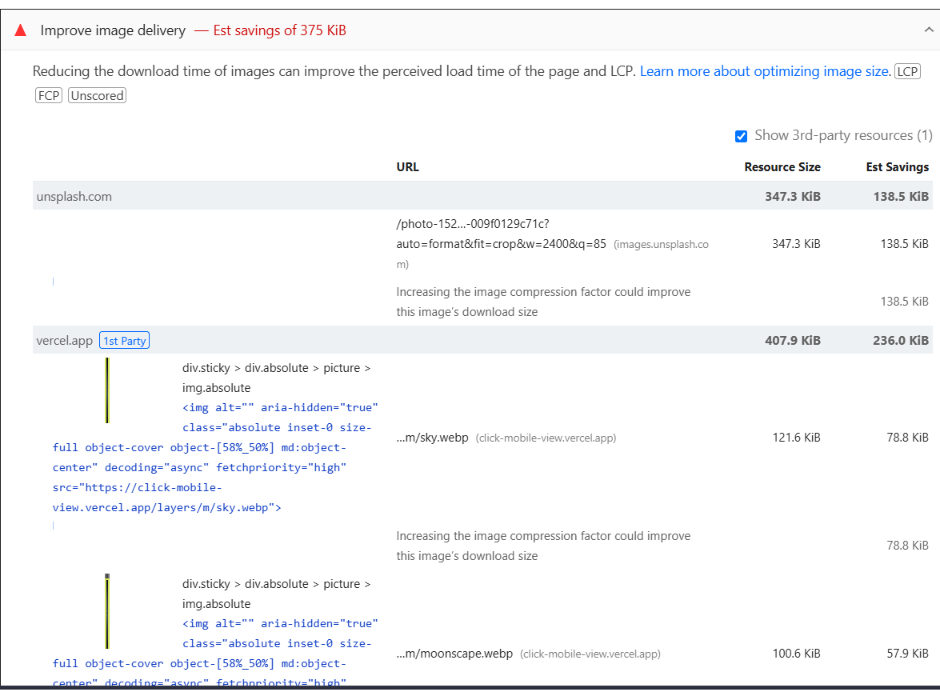 Improve image delivery — Est savings of 375 KiB
Reducing the download time of images can improve the perceived load time of the page and LCP. Learn more about optimizing image size. LCP
FCP Unscored
Show 3rd-party resources (1)
URL Resource Size Est Savings
unsplash.com 347.3 KiB 138.5 KiB
/photo-152…-009f0129c71c?
auto=format&fit=crop&w=2400&q=85 (images.unsplash.co
m) 347.3 KiB 138.5 KiB
Increasing the image compression factor could improve
this image's download size 138.5 KiB
vercel.app 1st Party 407.9 KiB 236.0 KiB
div.sticky > div.absolute > picture >
img.absolute
<img alt="" aria-hidden="true"
class="absolute inset-0 size-
full object-cover object-[58%_50%] md:object-
center" decoding="async" fetchpriority="high"
src="https://click-mobile-
view.vercel.app/layers/m/sky.webp">
…m/sky.webp (click-mobile-view.vercel.app) 121.6 KiB 78.8 KiB
Increasing the image compression factor could improve
this image's download size 78.8 KiB
div.sticky > div.absolute > picture >
img.absolute
<img alt="" aria-hidden="true"
class="absolute inset-0 size-
full object-cover object-[58%_50%] md:object-
center" decoding="async" fetchpriority="high"
…m/moonscape.webp (click-mobile-view.vercel.app) 100.6 KiB 57.9 KiB